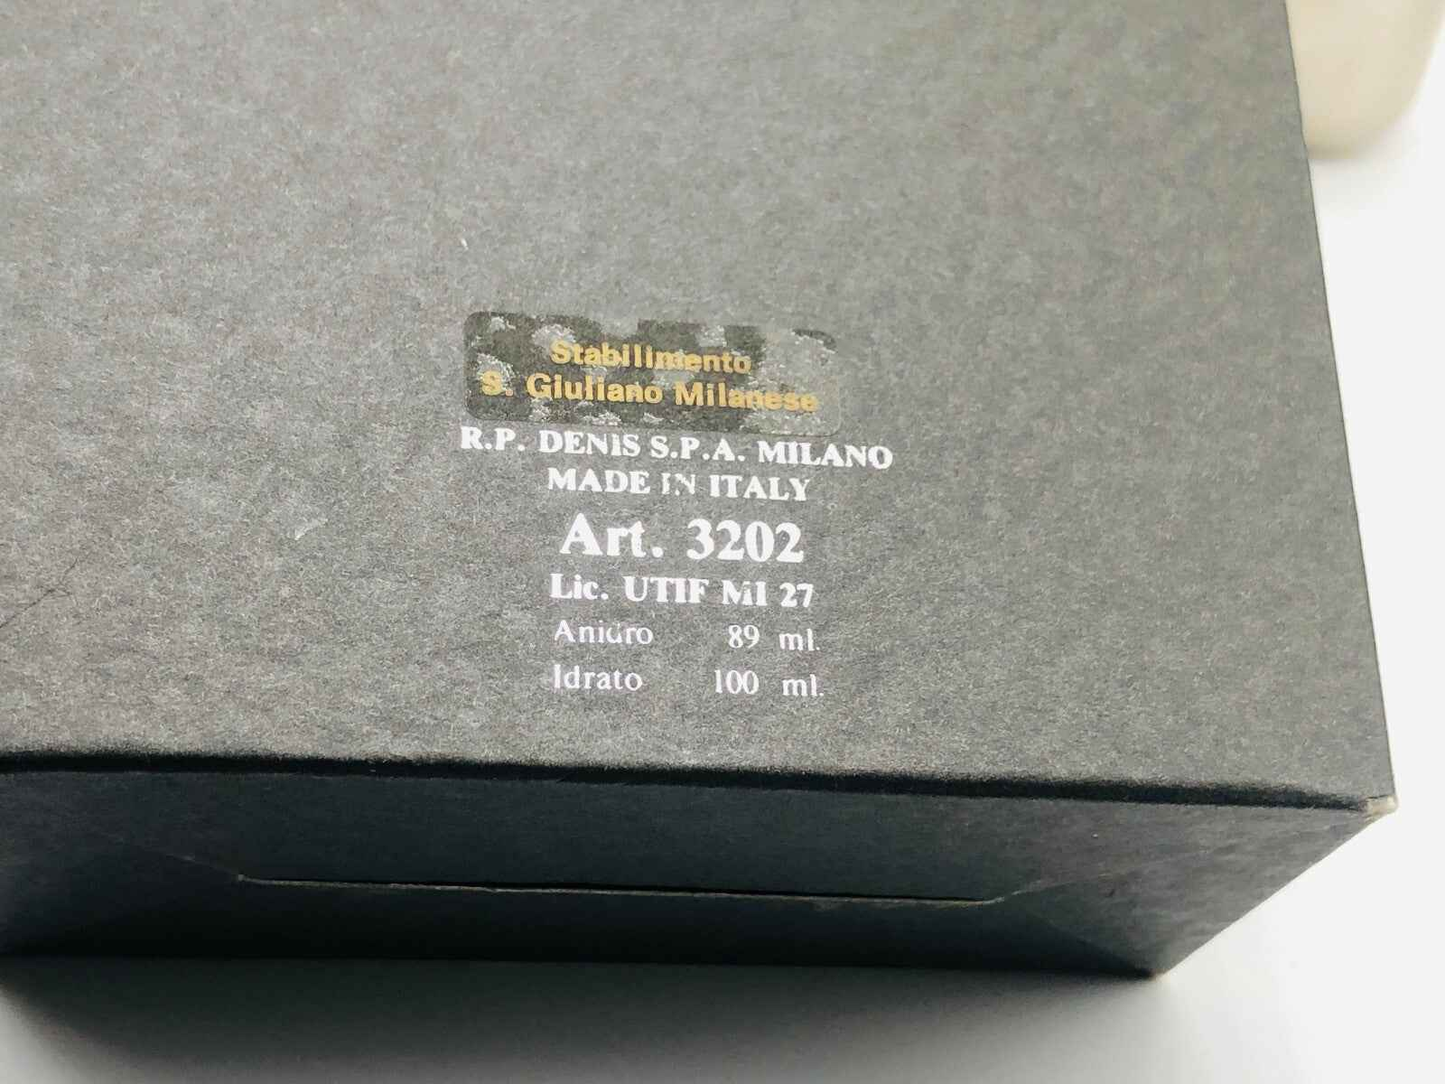 Stabilimento
S. Giuliano Milanese
R.P. DENIS S.P.A. MILANO
MADE IN ITALY
Art. 3202
Lic. UTIF MI 27
Anidro 89 ml.
Idrato 100 ml.